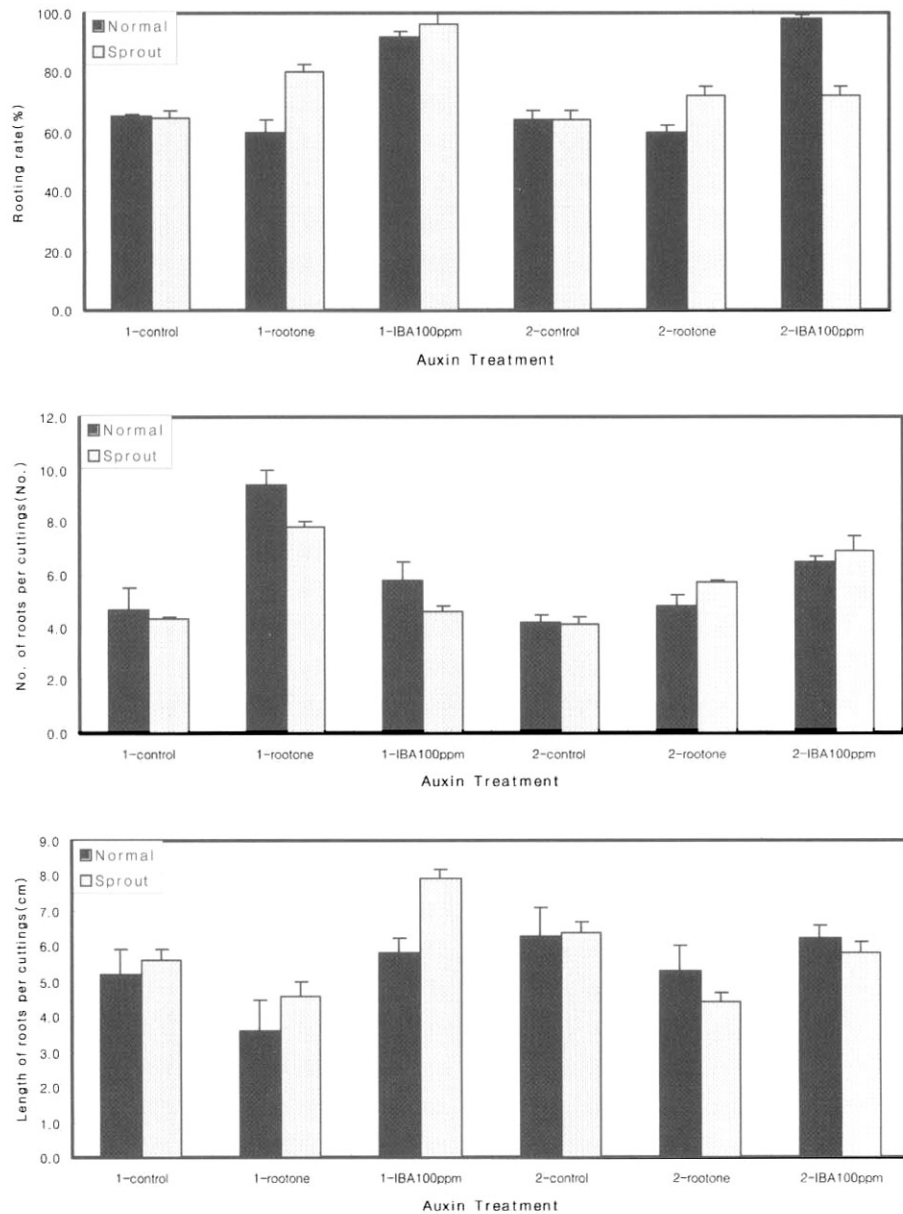 100.0
Normal
Sprout
80.0
60.0
40.0
20.0
0.0
Rooting rate(%)
1-control 1-rootone 1-IBA100ppm 2-control 2-rootone 2-IBA100ppm
Auxin Treatment
12.0
Normal
Sprout
10.0
8.0
6.0
4.0
2.0
0.0
No. of roots per cuttings(No.)
1-control 1-rootone 1-IBA100ppm 2-control 2-rootone 2-IBA100ppm
Auxin Treatment
9.0
Normal
Sprout
8.0
7.0
6.0
5.0
4.0
3.0
2.0
1.0
0.0
Length of roots per cuttings(cm)
1-control 1-rootone 1-IBA100ppm 2-control 2-rootone 2-IBA100ppm
Auxin Treatment